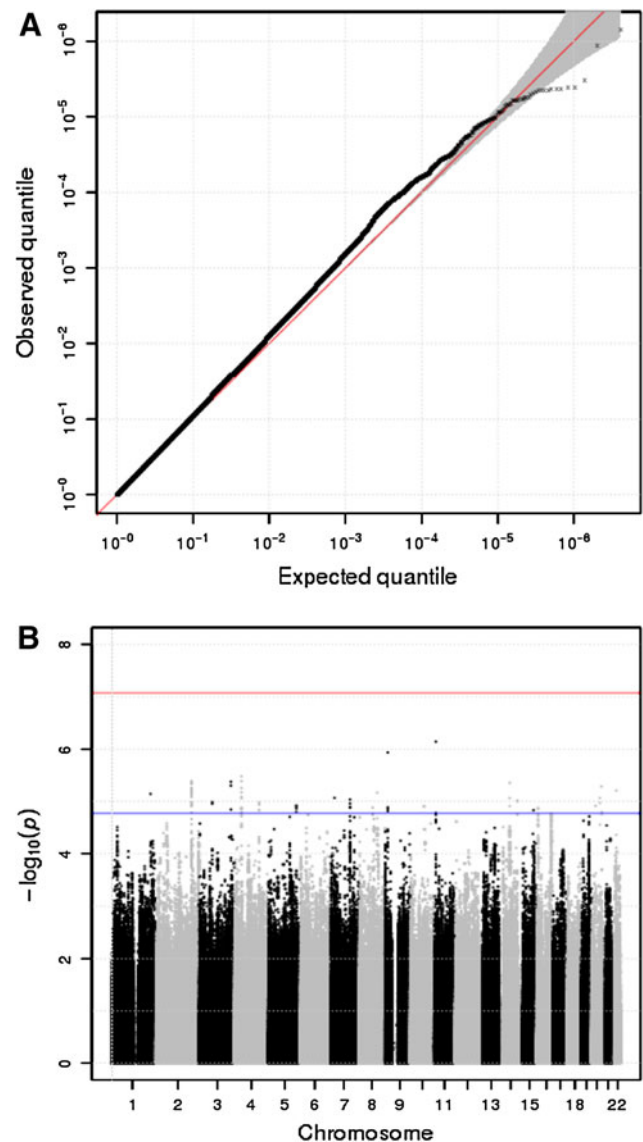 A
10⁻⁶
10⁻⁵
10⁻⁴
10⁻³
10⁻²
10⁻¹
10⁻⁰
Observed quantile
10⁻⁰ 10⁻¹ 10⁻² 10⁻³ 10⁻⁴ 10⁻⁵ 10⁻⁶
Expected quantile
B
8
6
4
2
0
−log₁₀(p)
1 2 3 4 5 6 7 8 9 11 13 15 18 22
Chromosome